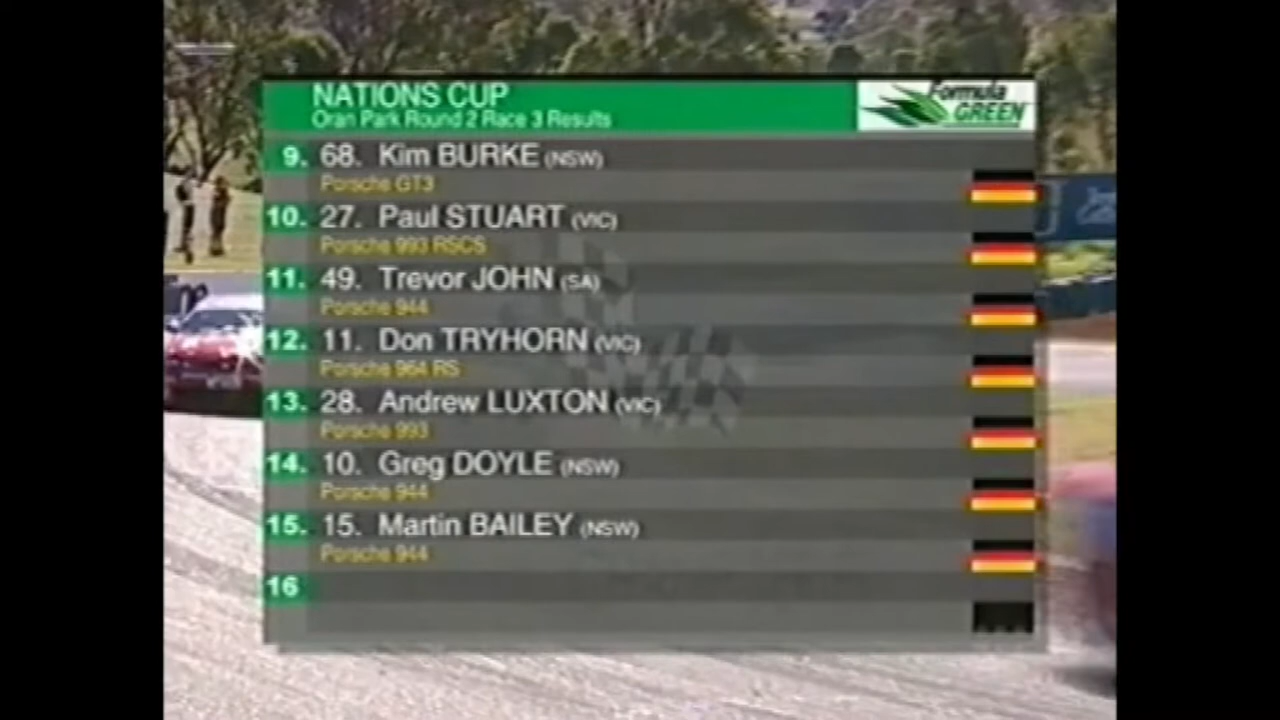 NATIONS CUP
Oran Park Round 2 Race 3 Results
Formula
GREEN
9. 68. Kim BURKE (NSW)
Porsche GT3
10. 27. Paul STUART (VIC)
Porsche 993 RSCS
11. 49. Trevor JOHN (SA)
Porsche 944
12. 11. Don TRYHORN (VIC)
Porsche 964 RS
13. 28. Andrew LUXTON (VIC)
Porsche 993
14. 10. Greg DOYLE (NSW)
Porsche 944
15. 15. Martin BAILEY (NSW)
Porsche 944
16